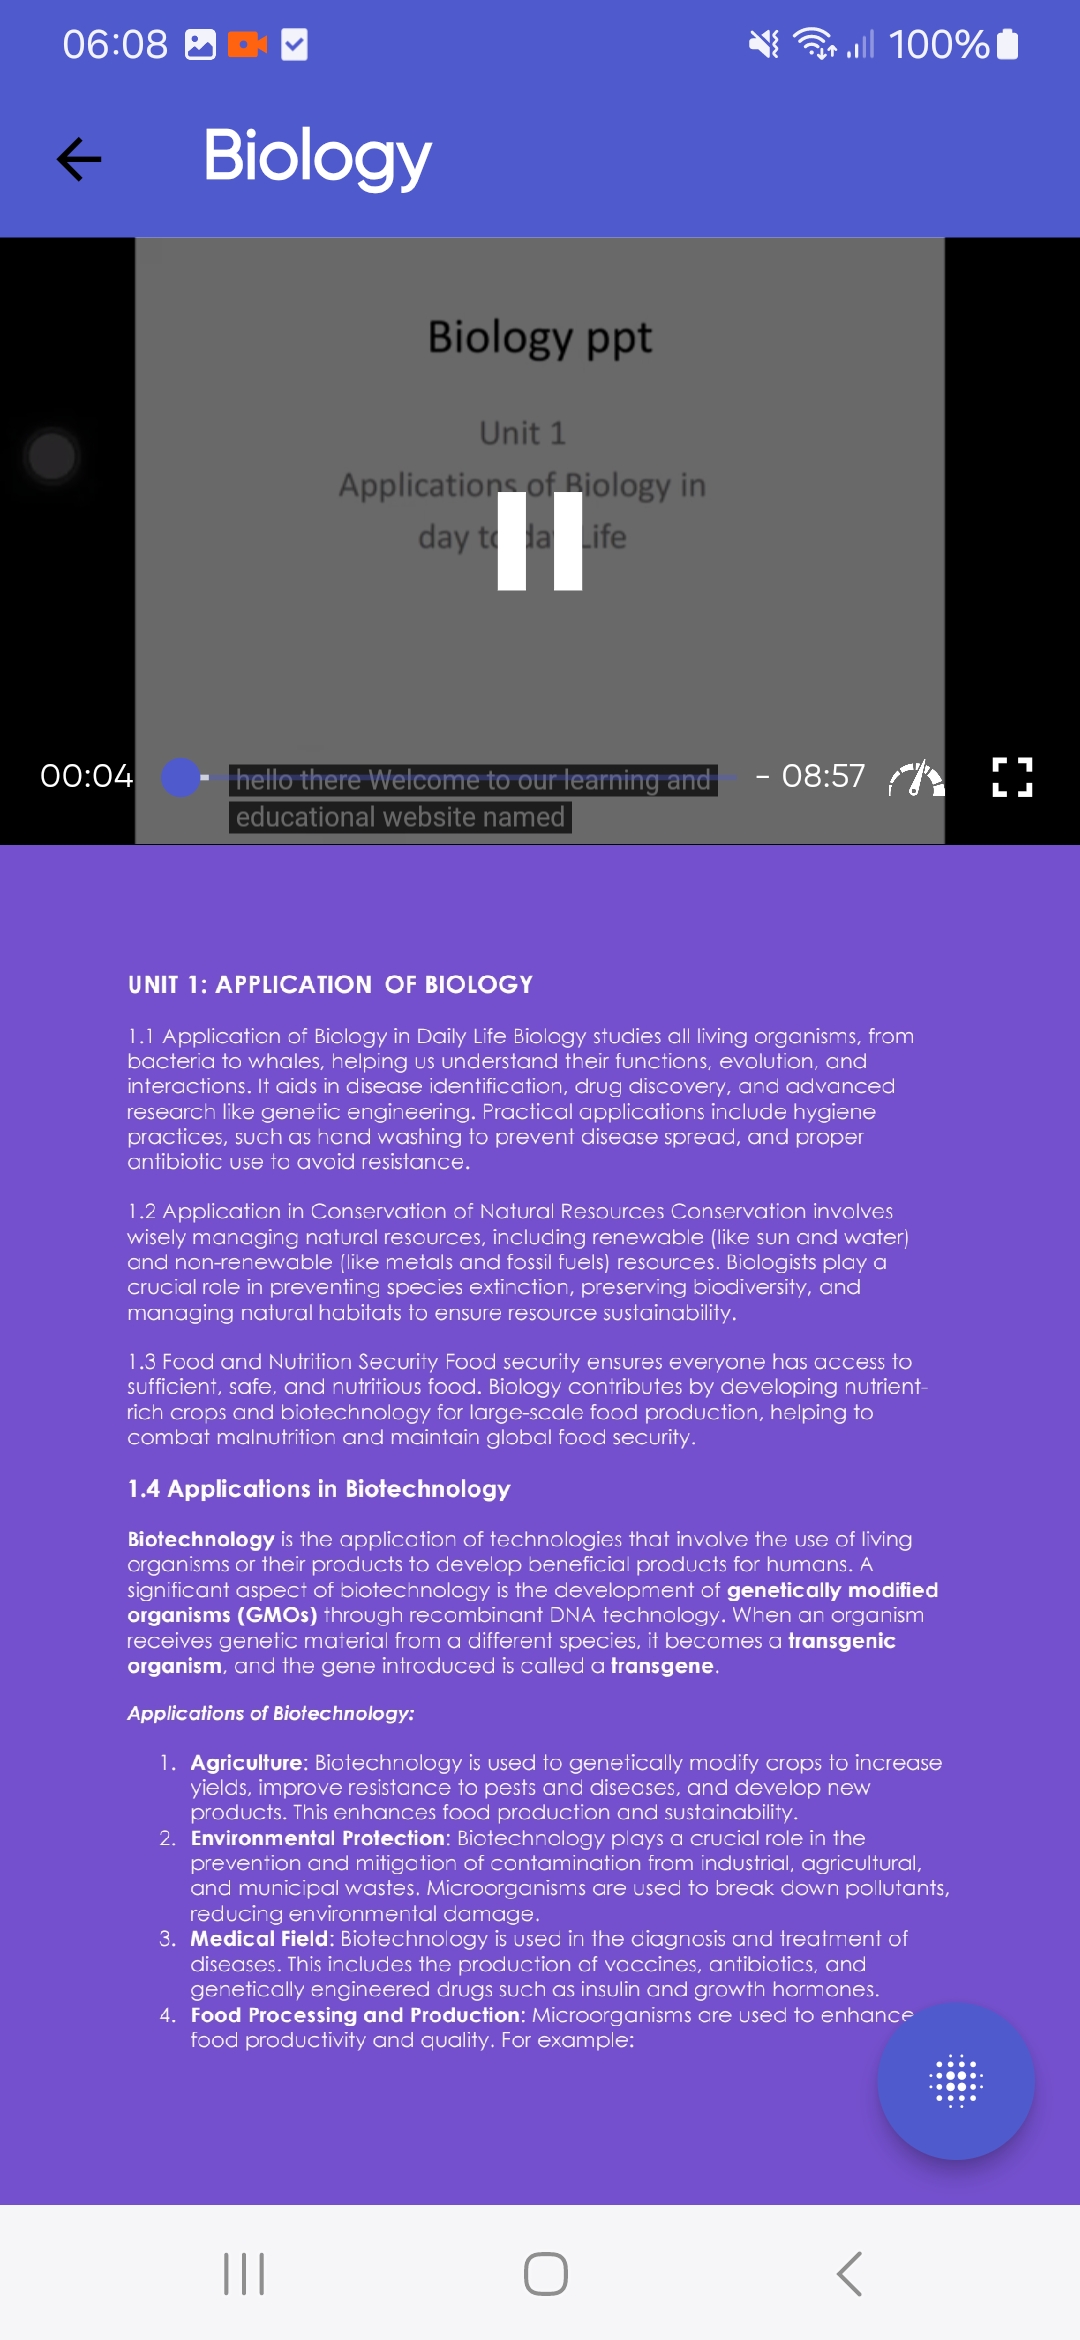 06:08
100%
Biology
Biology ppt
Unit 1
Applications of Biology in
day to day Life
00:04
hello there Welcome to our learning and
- 08:57
educational website named
UNIT 1: APPLICATION OF BIOLOGY
1.1 Application of Biology in Daily Life Biology studies all living organisms, from
bacteria to whales, helping us understand their functions, evolution, and
interactions. It aids in disease identification, drug discovery, and advanced
research like genetic engineering. Practical applications include hygiene
practices, such as hand washing to prevent disease spread, and proper
antibiotic use to avoid resistance.
1.2 Application in Conservation of Natural Resources Conservation involves
wisely managing natural resources, including renewable (like sun and water)
and non-renewable (like metals and fossil fuels) resources. Biologists play a
crucial role in preventing species extinction, preserving biodiversity, and
managing natural habitats to ensure resource sustainability.
1.3 Food and Nutrition Security Food security ensures everyone has access to
sufficient, safe, and nutritious food. Biology contributes by developing nutrient-
rich crops and biotechnology for large-scale food production, helping to
combat malnutrition and maintain global food security.
1.4 Applications in Biotechnology
Biotechnology is the application of technologies that involve the use of living
organisms or their products to develop beneficial products for humans. A
significant aspect of biotechnology is the development of genetically modified
organisms (GMOs) through recombinant DNA technology. When an organism
receives genetic material from a different species, it becomes a transgenic
organism, and the gene introduced is called a transgene.
Applications of Biotechnology:
1. Agriculture: Biotechnology is used to genetically modify crops to increase
yields, improve resistance to pests and diseases, and develop new
products. This enhances food production and sustainability.
2. Environmental Protection: Biotechnology plays a crucial role in the
prevention and mitigation of contamination from industrial, agricultural,
and municipal wastes. Microorganisms are used to break down pollutants,
reducing environmental damage.
3. Medical Field: Biotechnology is used in the diagnosis and treatment of
diseases. This includes the production of vaccines, antibiotics, and
genetically engineered drugs such as insulin and growth hormones.
4. Food Processing and Production: Microorganisms are used to enhance
food productivity and quality. For example: